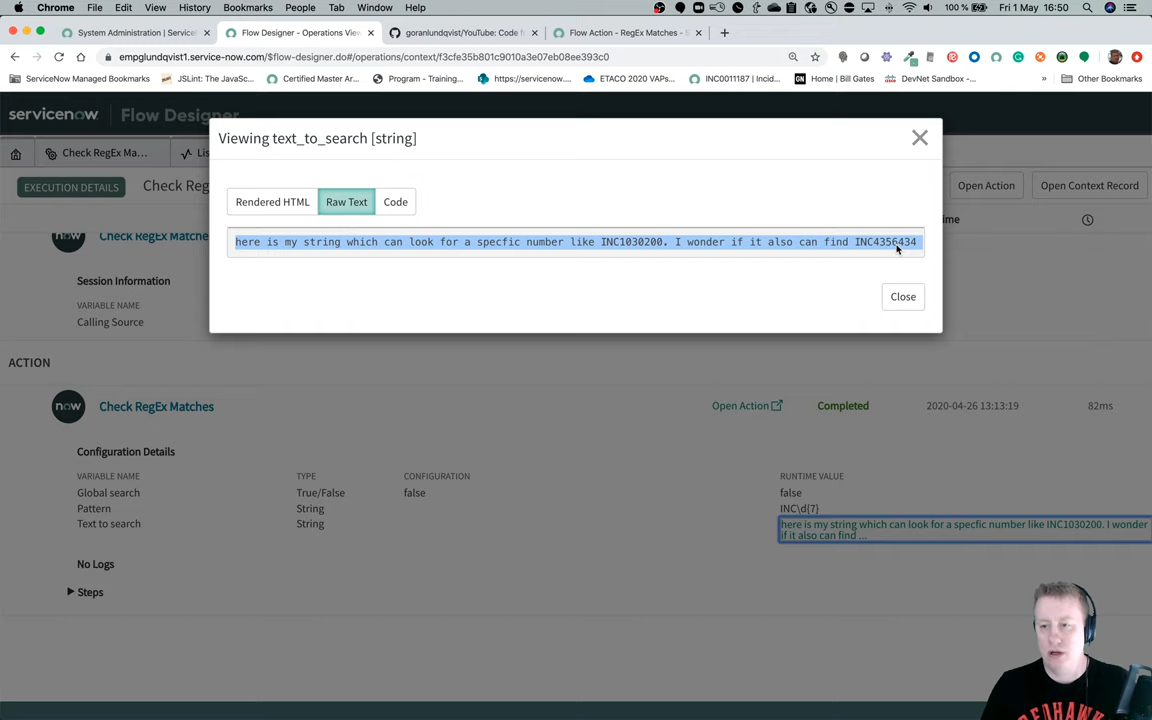 Chrome File Edit View History Bookmarks People Tab Window Help 100 % Fri 1 May 16:50
System Administration | Service
Flow Designer - Operations View
goranlundqvist/YouTube: Code f
Flow Action - RegEx Matches - S
empglundqvist1.service-now.com/$flow-designer.do#/operations/context/f3cfe35b801c9010a3e07eb08ee393c0
ServiceNow Managed Bookmarks JSLint: The JavaSc... Certified Master Ar... Program - Training... https://servicenow.... ETACO 2020 VAPs... INC0011187 | Incid... Home | Bill Gates DevNet Sandbox -... » Other Bookmarks
servicenow Flow Designer
Viewing text_to_search [string]
Check RegEx Ma...
EXECUTION DETAILS
Open Action
Open Context Record
Rendered HTML Raw Text Code
here is my string which can look for a specfic number like INC1030200. I wonder if it also can find INC4356434
Close
Session Information
VARIABLE NAME
Calling Source
ACTION
now
Check RegEx Matches
Open Action
Completed
2020-04-26 13:13:19
82ms
Configuration Details
VARIABLE NAME TYPE CONFIGURATION RUNTIME VALUE
Global search True/False false false
Pattern String INC\d{7}
Text to search String here is my string which can look for a specfic number like INC1030200. I wonder
if it also can find ...
No Logs
Steps